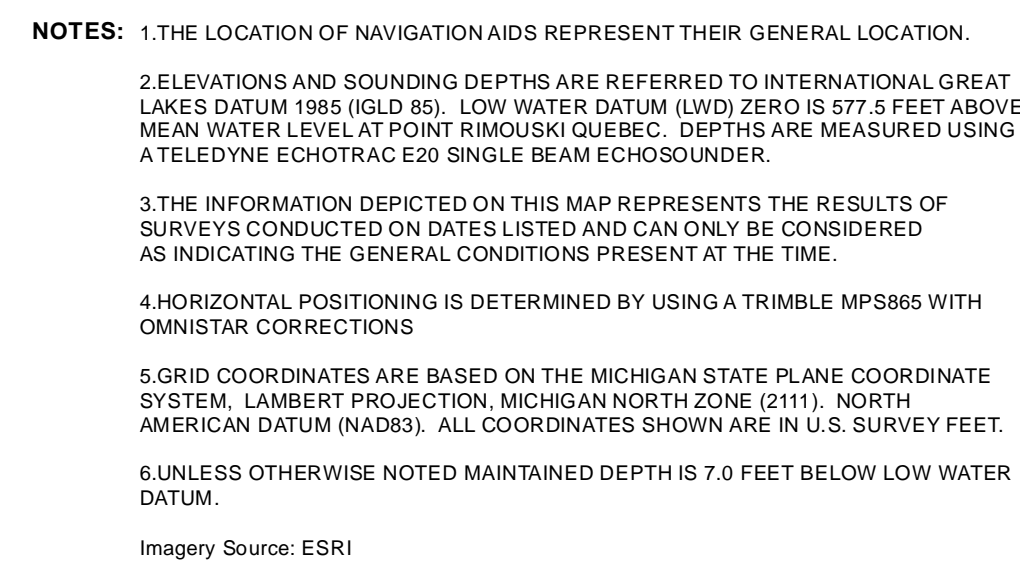 NOTES: 1.THE LOCATION OF NAVIGATION AIDS REPRESENT THEIR GENERAL LOCATION.
2.ELEVATIONS AND SOUNDING DEPTHS ARE REFERRED TO INTERNATIONAL GREAT
LAKES DATUM 1985 (IGLD 85). LOW WATER DATUM (LWD) ZERO IS 577.5 FEET ABOVE
MEAN WATER LEVEL AT POINT RIMOUSKI QUEBEC. DEPTHS ARE MEASURED USING
A TELEDYNE ECHOTRAC E20 SINGLE BEAM ECHOSOUNDER.
3.THE INFORMATION DEPICTED ON THIS MAP REPRESENTS THE RESULTS OF
SURVEYS CONDUCTED ON DATES LISTED AND CAN ONLY BE CONSIDERED
AS INDICATING THE GENERAL CONDITIONS PRESENT AT THE TIME.
4.HORIZONTAL POSITIONING IS DETERMINED BY USING A TRIMBLE MPS865 WITH
OMNISTAR CORRECTIONS
5.GRID COORDINATES ARE BASED ON THE MICHIGAN STATE PLANE COORDINATE
SYSTEM, LAMBERT PROJECTION, MICHIGAN NORTH ZONE (2111). NORTH
AMERICAN DATUM (NAD83). ALL COORDINATES SHOWN ARE IN U.S. SURVEY FEET.
6.UNLESS OTHERWISE NOTED MAINTAINED DEPTH IS 7.0 FEET BELOW LOW WATER
DATUM.
Imagery Source: ESRI